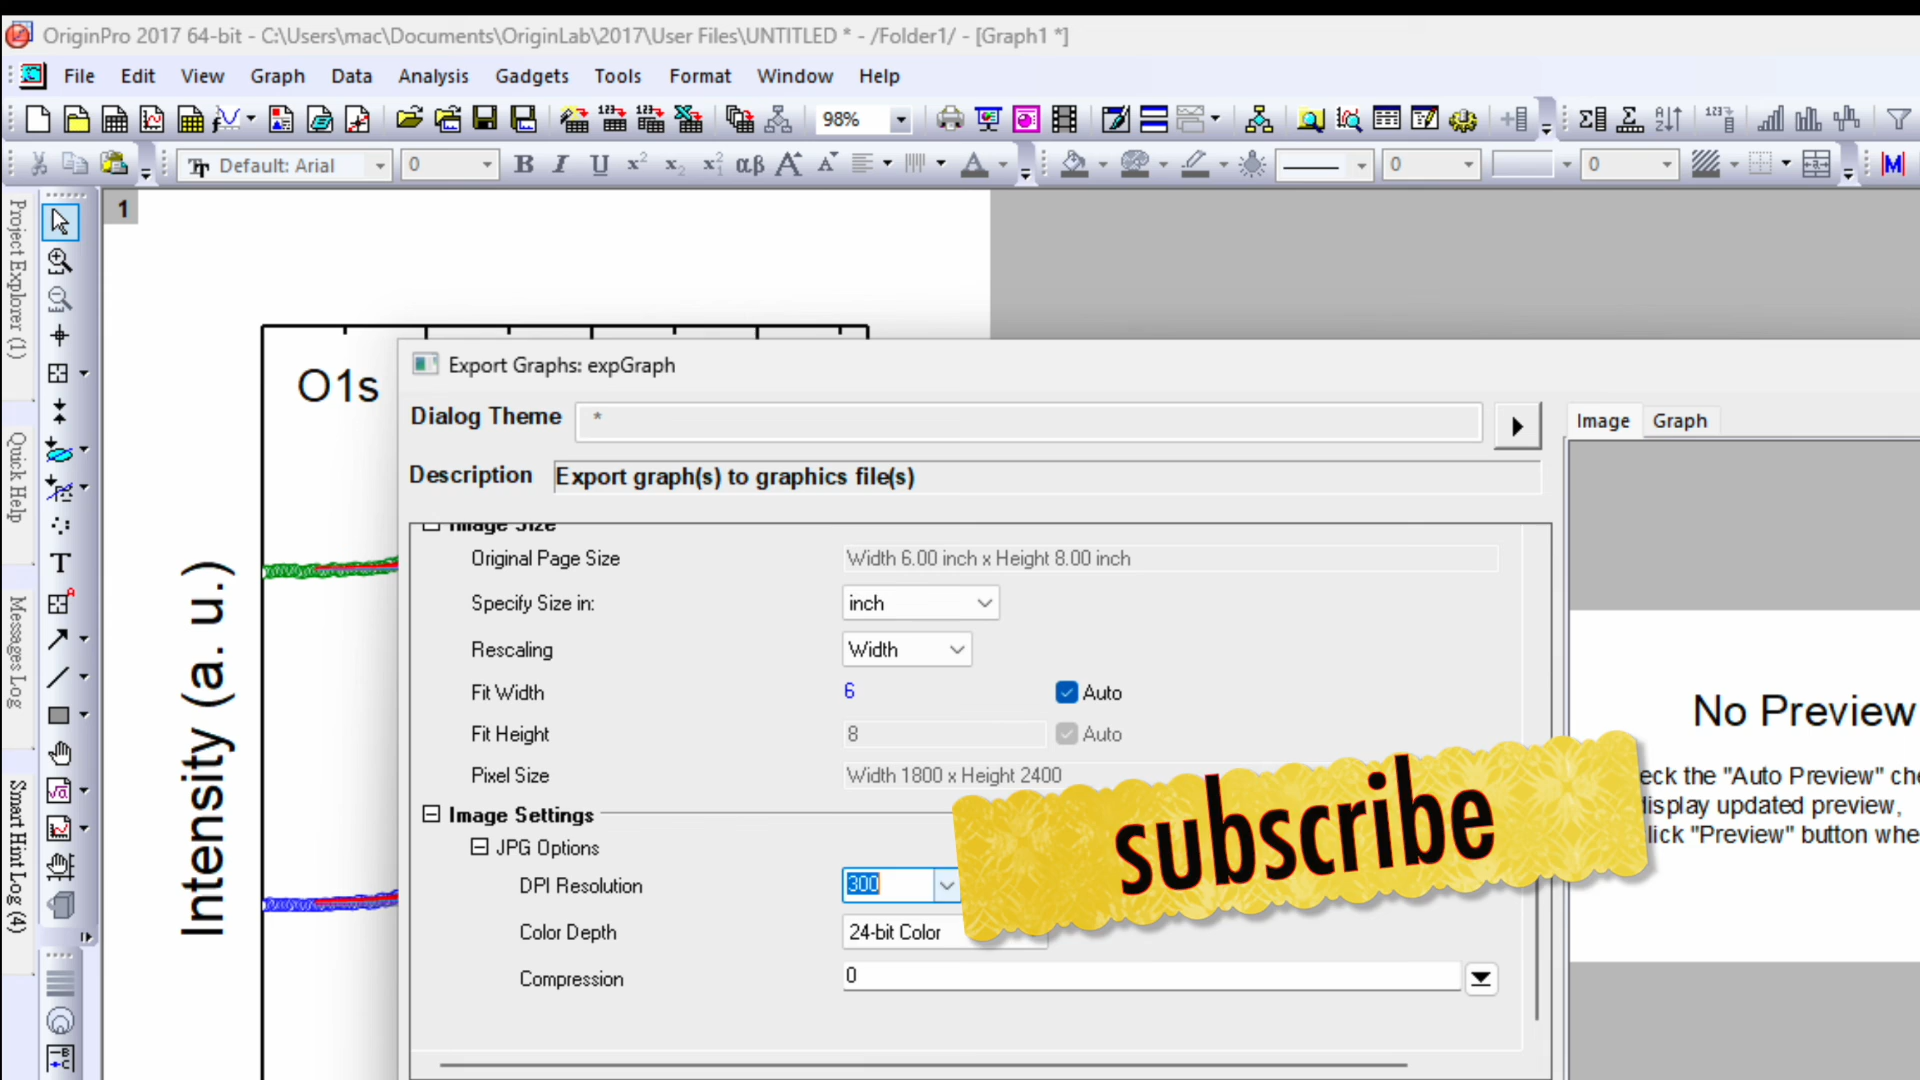 OriginPro 2017 64-bit - C:\Users\mac\Documents\OriginLab\2017\User Files\UNTITLED * - /Folder1/ - [Graph1 *]
File Edit View Graph Data Analysis Gadgets Tools Format Window Help
98%
Default: Arial 0 B I U 0 0
Project Explorer (1)
Quick Help
Messages Log
Smart Hint Log (4)
1
O1s
Intensity (a. u.)
Export Graphs: expGraph
Dialog Theme *
Description Export graph(s) to graphics file(s)
Image Graph
Image Size
Original Page Size Width 6.00 inch x Height 8.00 inch
Specify Size in: inch
Rescaling Width
Fit Width 6 Auto
Fit Height 8 Auto
Pixel Size Width 1800 x Height 2400
Image Settings
JPG Options
DPI Resolution 300
Color Depth 24-bit Color
Compression 0
No Preview
the "Auto Preview"
updated preview,
"Preview" button
subscribe